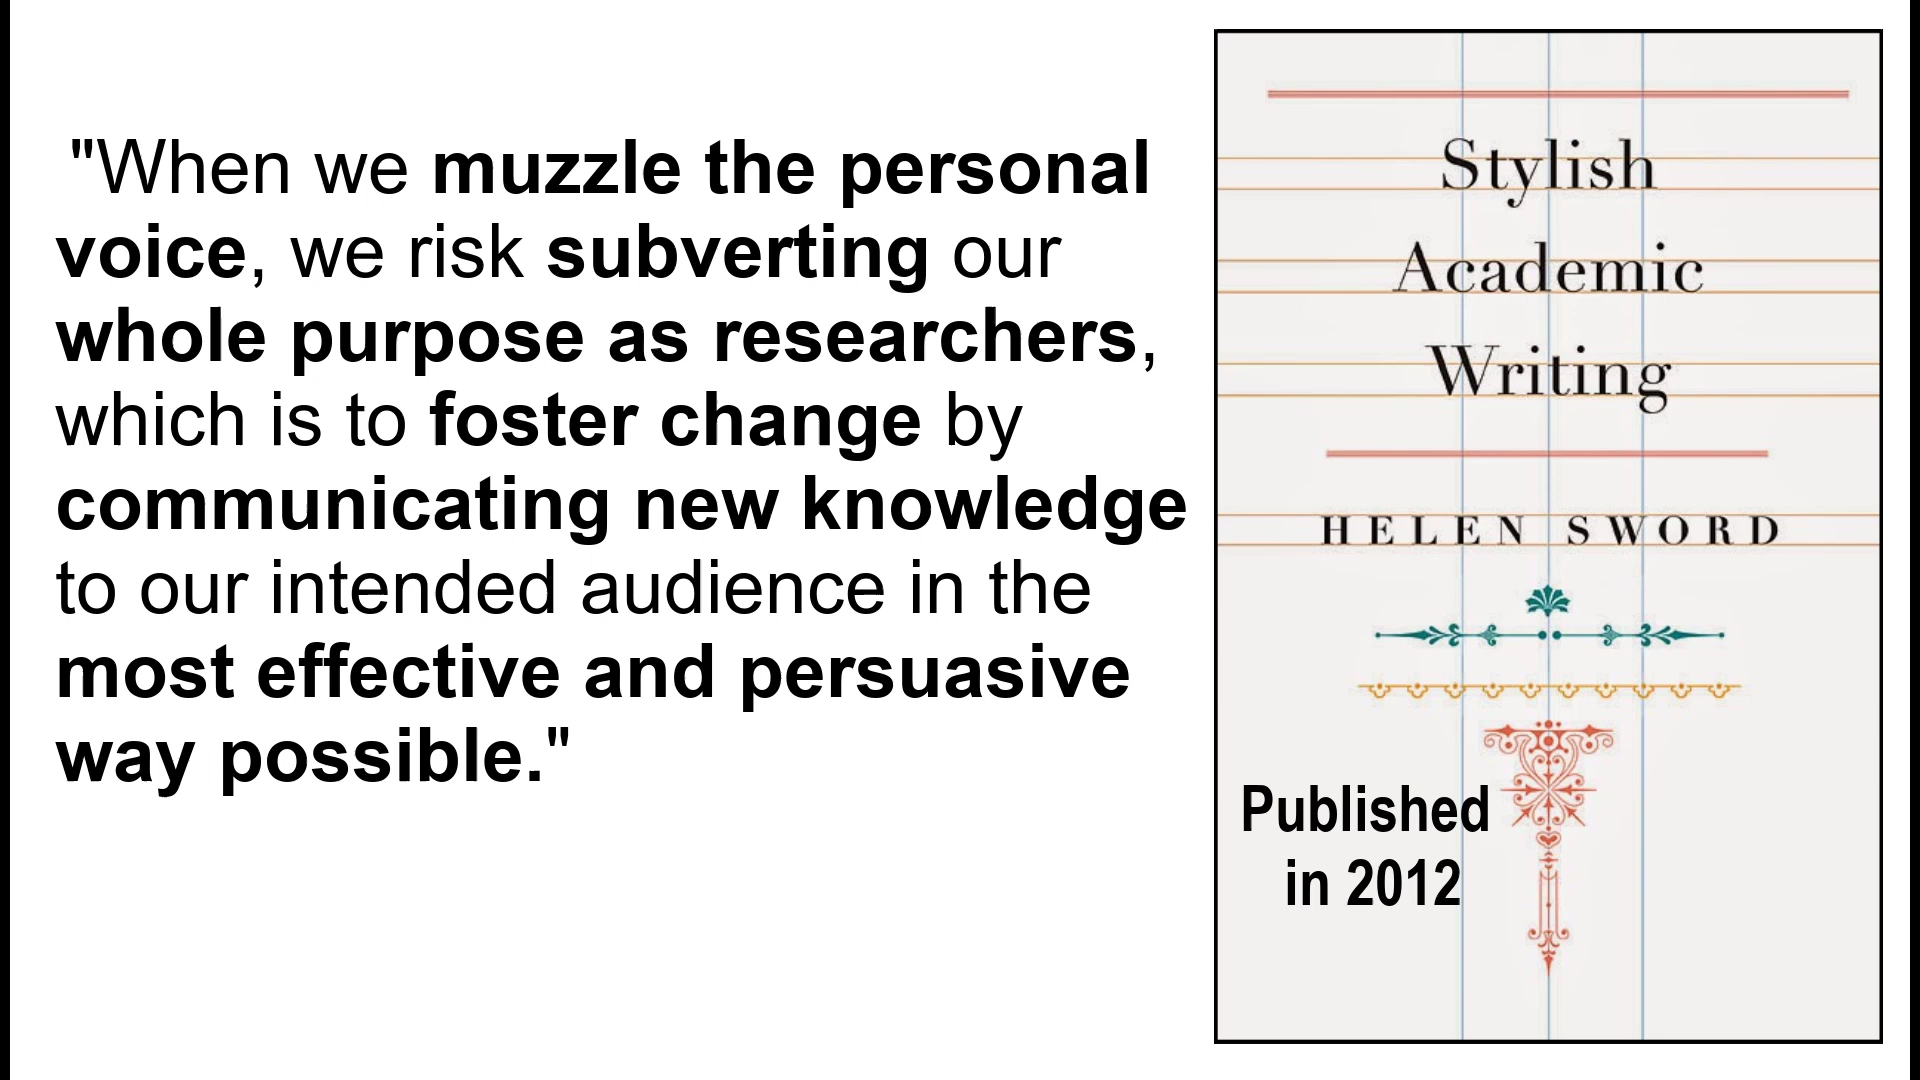 "When we muzzle the personal
voice, we risk subverting our
whole purpose as researchers,
which is to foster change by
communicating new knowledge
to our intended audience in the
most effective and persuasive
way possible."
Stylish
Academic
Writing
HELEN SWORD
Published
in 2012